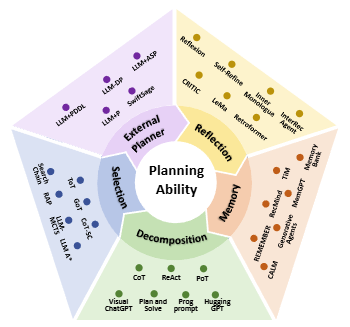 Planning
Ability
External
Planner
LLM+ASP
LLM-DP
SwiftSage
LLM+PDDL
LLM+P
Reflection
Reflexion
Self-Refine
Inner
Monologue
InterRec
Agent
CRITIC
LeMa
Retroformer
Memory
Memory
Bank
TiM
MemGPT
RecMind
Generative
Agents
REMEMBER
CALM
Decomposition
CoT
ReAct
PoT
Visual
ChatGPT
Plan and
Solve
Prog
prompt
Hugging
GPT
Selection
Search
Chain
ToT
RAP
GoT
LLM-
MCTS
CoT-SC
LLM A*